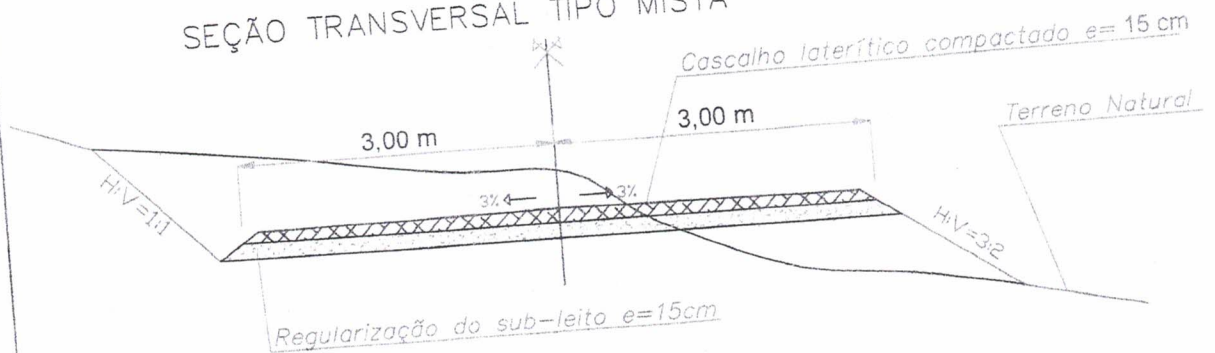 SEÇÃO TRANSVERSAL TIPO MISTA
Cascalho laterítico compactado e= 15 cm
Terreno Natural
3,00 m
3,00 m
H:V=1:1
3%
3%
H:V=3:2
Regularização do sub-leito e=15cm